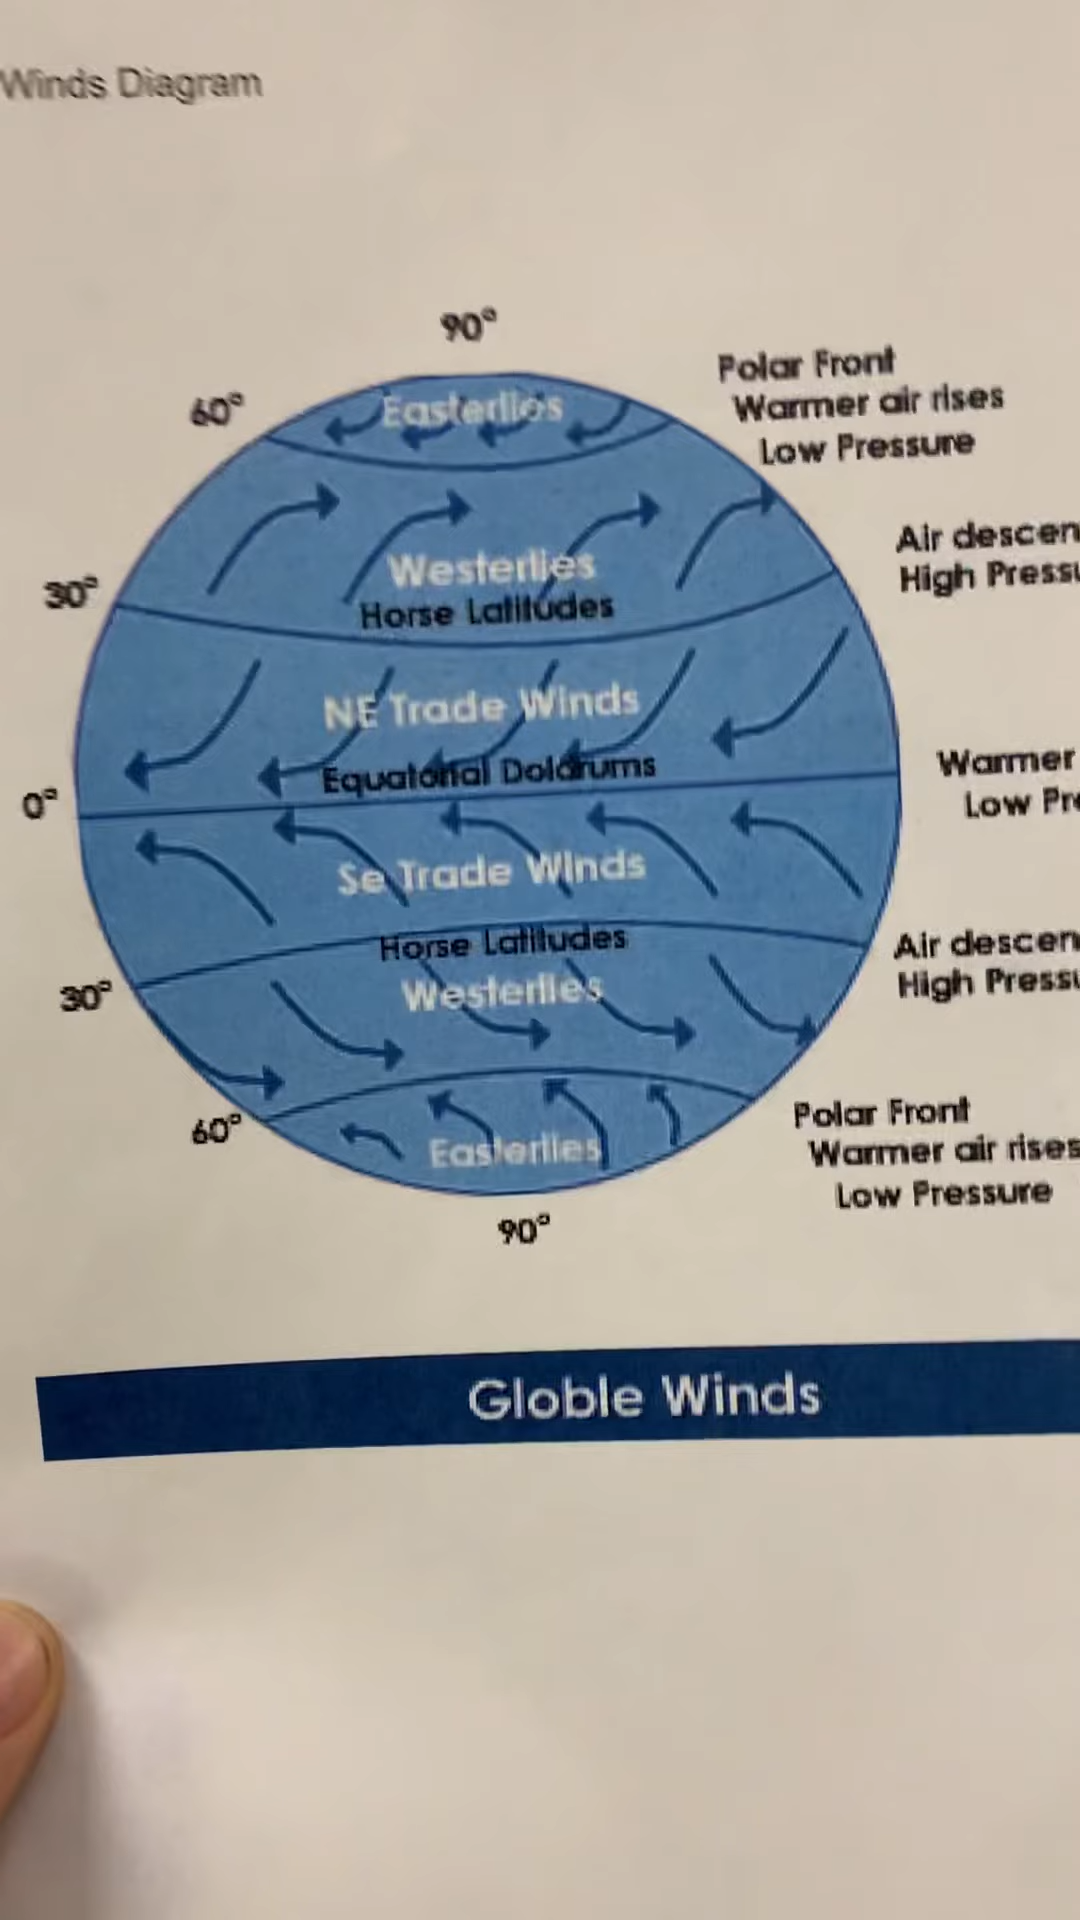 Winds Diagram
90°
60°
Easterlies
Polar Front
Warmer air rises
Low Pressure
Westerlies
Horse Latitudes
30°
Air descen
High Pressu
NE Trade Winds
Equatorial Doldrums
0°
Warmer
Low Pre
Se Trade Winds
Horse Latitudes
Westerlies
30°
Air descen
High Pressu
60°
Easterlies
Polar Front
Warmer air rises
Low Pressure
90°
Globle Winds